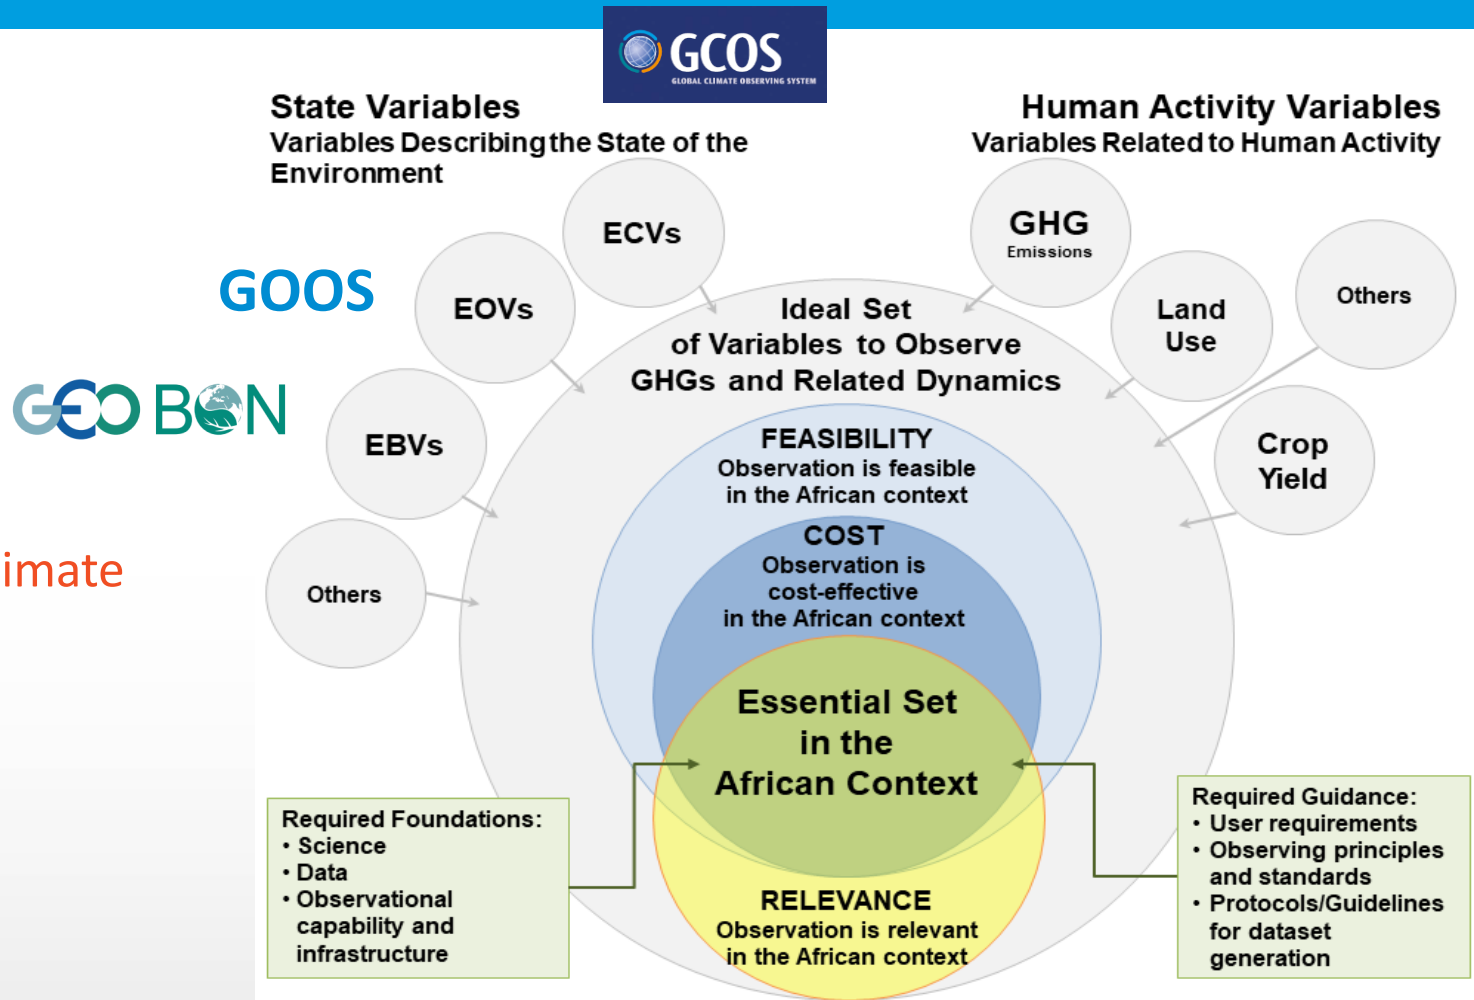 GCOS
GLOBAL CLIMATE OBSERVING SYSTEM
State Variables
Variables Describing the State of the
Environment
Human Activity Variables
Variables Related to Human Activity
ECVs
GHG
Emissions
GOOS
EOVs
Land
Use
Others
Ideal Set
of Variables to Observe
GHGs and Related Dynamics
GEO BON
EBVs
Crop
Yield
FEASIBILITY
Observation is feasible
in the African context
COST
Observation is
cost-effective
in the African context
imate
Others
Essential Set
in the
African Context
Required Foundations:
• Science
• Data
• Observational
capability and
infrastructure
Required Guidance:
• User requirements
• Observing principles
and standards
• Protocols/Guidelines
for dataset
generation
RELEVANCE
Observation is relevant
in the African context